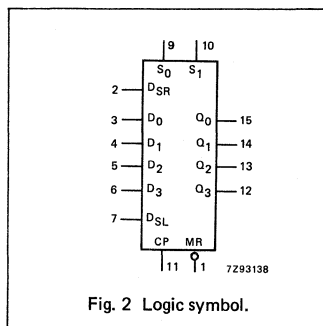 9 10
S0 S1
2 DSR
3 D0 Q0 15
4 D1 Q1 14
5 D2 Q2 13
6 D3 Q3 12
7 DSL
CP MR
11 1 7Z93138
Fig. 2 Logic symbol.